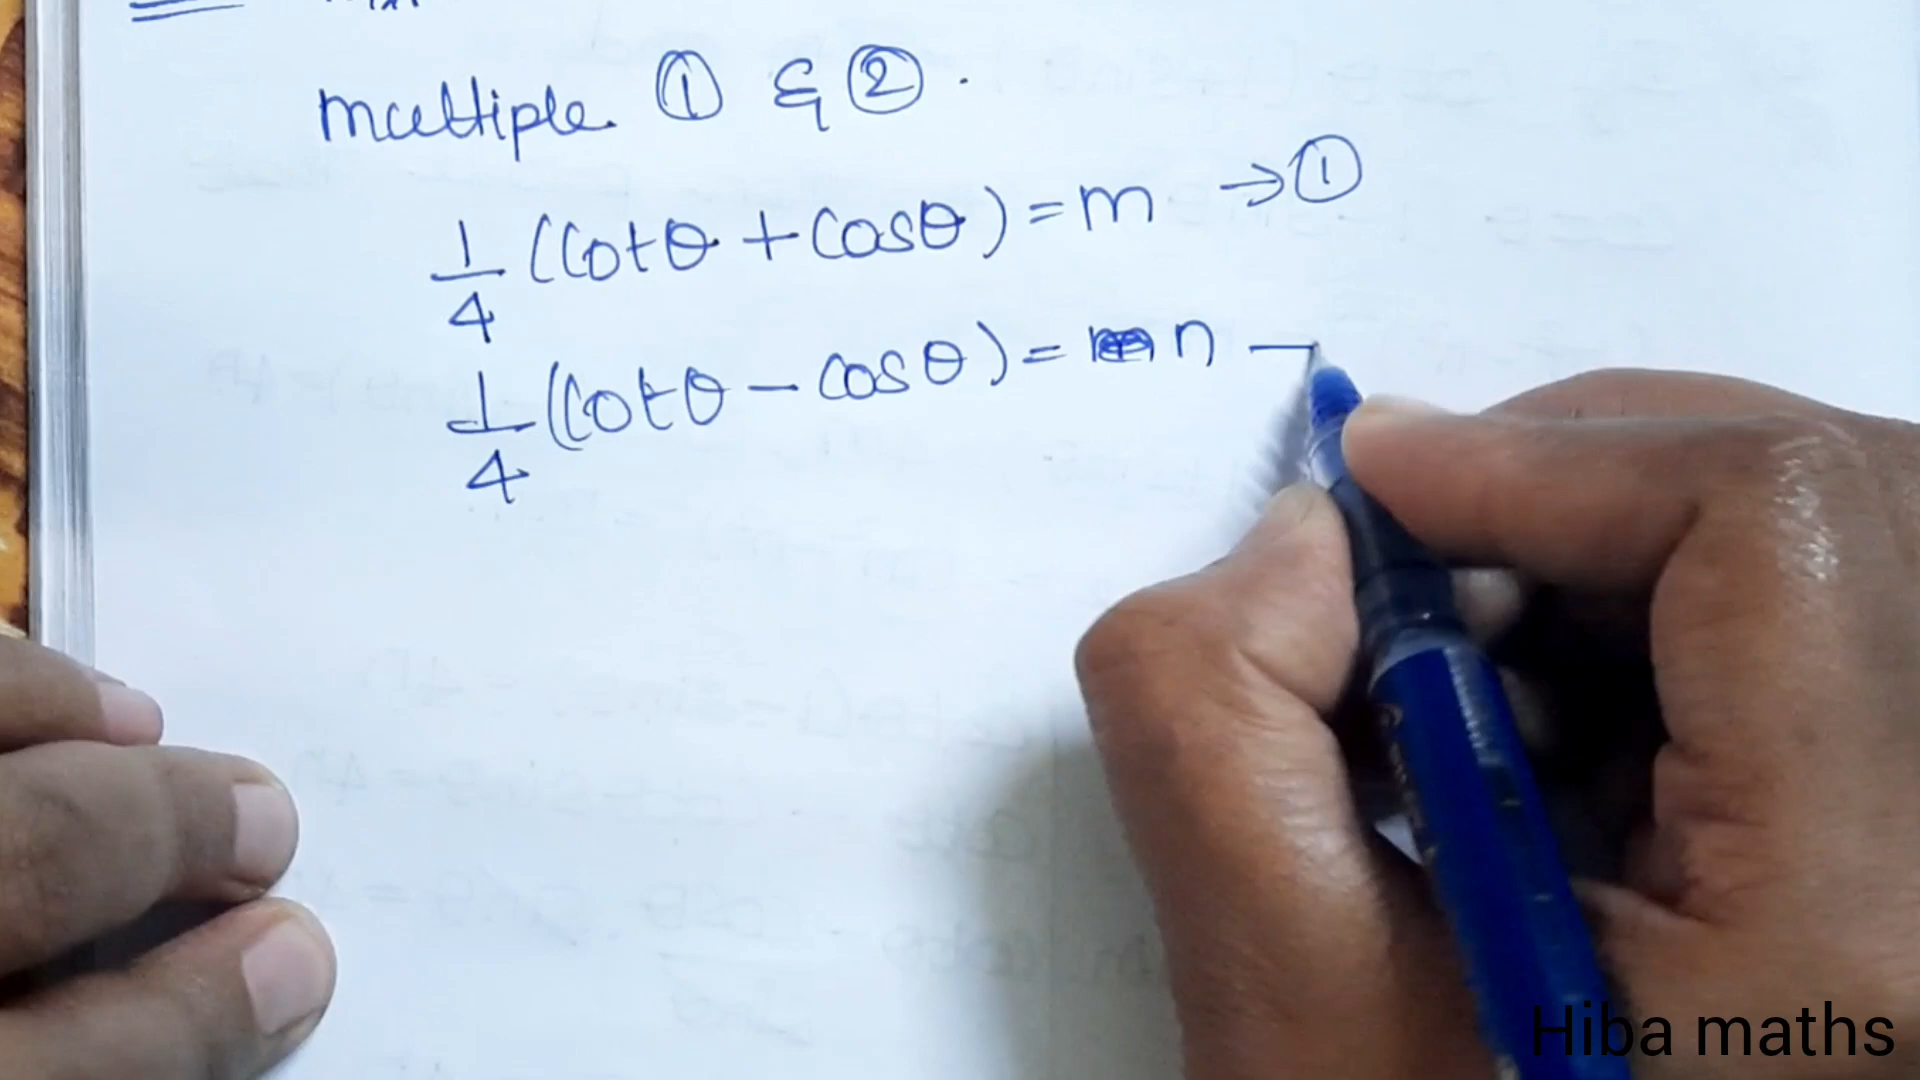 multiple ① & ②.
1/4 (Cotθ + Cosθ) = m → ①
1/4 (Cotθ - Cosθ) = n —
Hiba maths